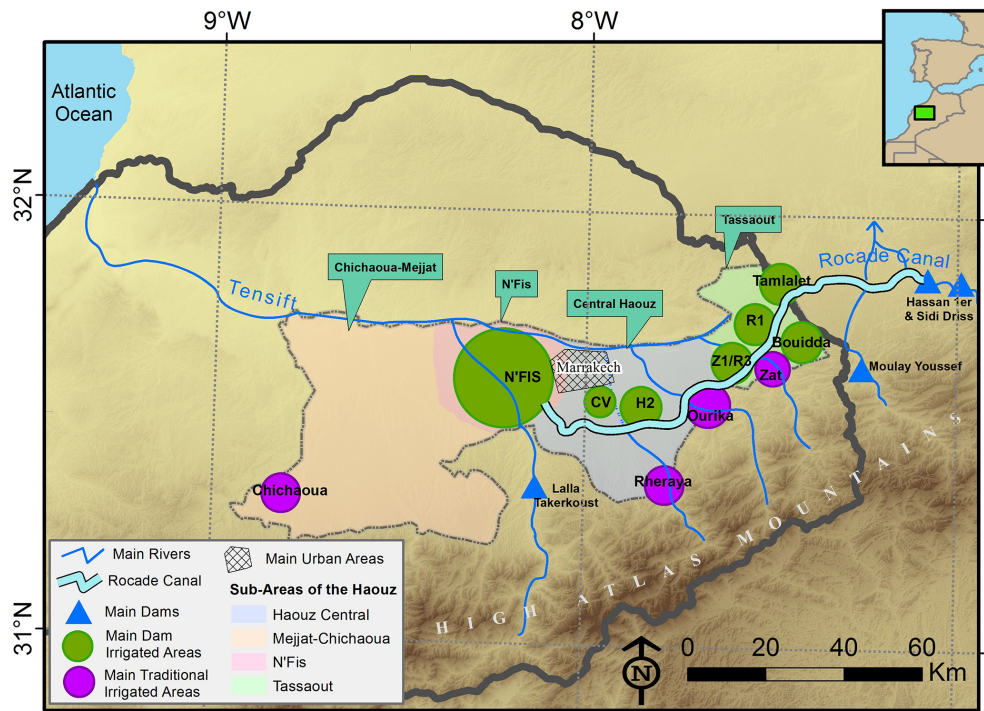 9°W
8°W
Atlantic
Ocean
32°N
31°N
Tassaout
Rocade Canal
Chichaoua-Mejjat
N'Fis
Central Haouz
Tensift
Tamlalet
Hassan 1er
& Sidi Driss
R1
Bouidda
Z1/R3
Zat
Moulay Youssef
N'FIS
Marrakech
CV
H2
Ourika
Chichaoua
Lalla
Takerkoust
Rheraya
HIGH ATLAS MOUNTAINS
Main Rivers
Rocade Canal
Main Dams
Main Dam
Irrigated Areas
Main Traditional
Irrigated Areas
Main Urban Areas
Sub-Areas of the Haouz
Haouz Central
Mejjat-Chichaoua
N'Fis
Tassaout
N
0 20 40 60
Km